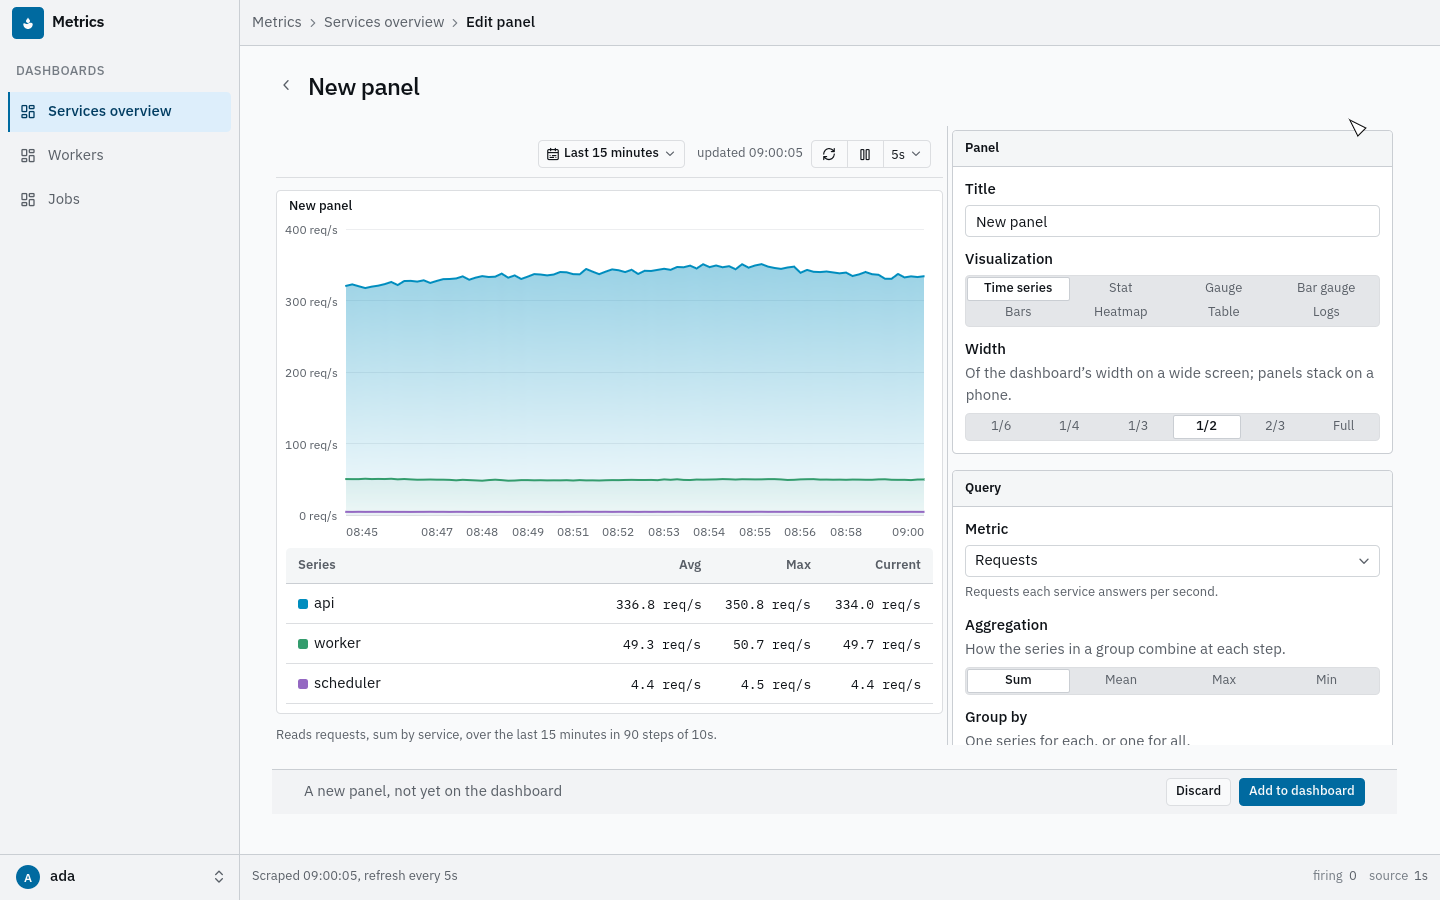 Metrics
DASHBOARDS
Services overview
Workers
Jobs
A
ada
Metrics
Services overview
Edit panel
New panel
Last 15 minutes
updated 09:00:05
5s
New panel
400 req/s
300 req/s
200 req/s
100 req/s
0 req/s
08:45 08:47 08:48 08:49 08:51 08:52 08:53 08:54 08:55 08:56 08:58 09:00
Series Avg Max Current
api 336.8 req/s 350.8 req/s 334.0 req/s
worker 49.3 req/s 50.7 req/s 49.7 req/s
scheduler 4.4 req/s 4.5 req/s 4.4 req/s
Reads requests, sum by service, over the last 15 minutes in 90 steps of 10s.
Panel
Title
New panel
Visualization
Time series Stat Gauge Bar gauge
Bars Heatmap Table Logs
Width
Of the dashboard’s width on a wide screen; panels stack on a
phone.
1/6 1/4 1/3 1/2 2/3 Full
Query
Metric
Requests
Requests each service answers per second.
Aggregation
How the series in a group combine at each step.
Sum Mean Max Min
Group by
One series for each, or one for all.
A new panel, not yet on the dashboard
Discard
Add to dashboard
Scraped 09:00:05, refresh every 5s
firing 0 source 1s